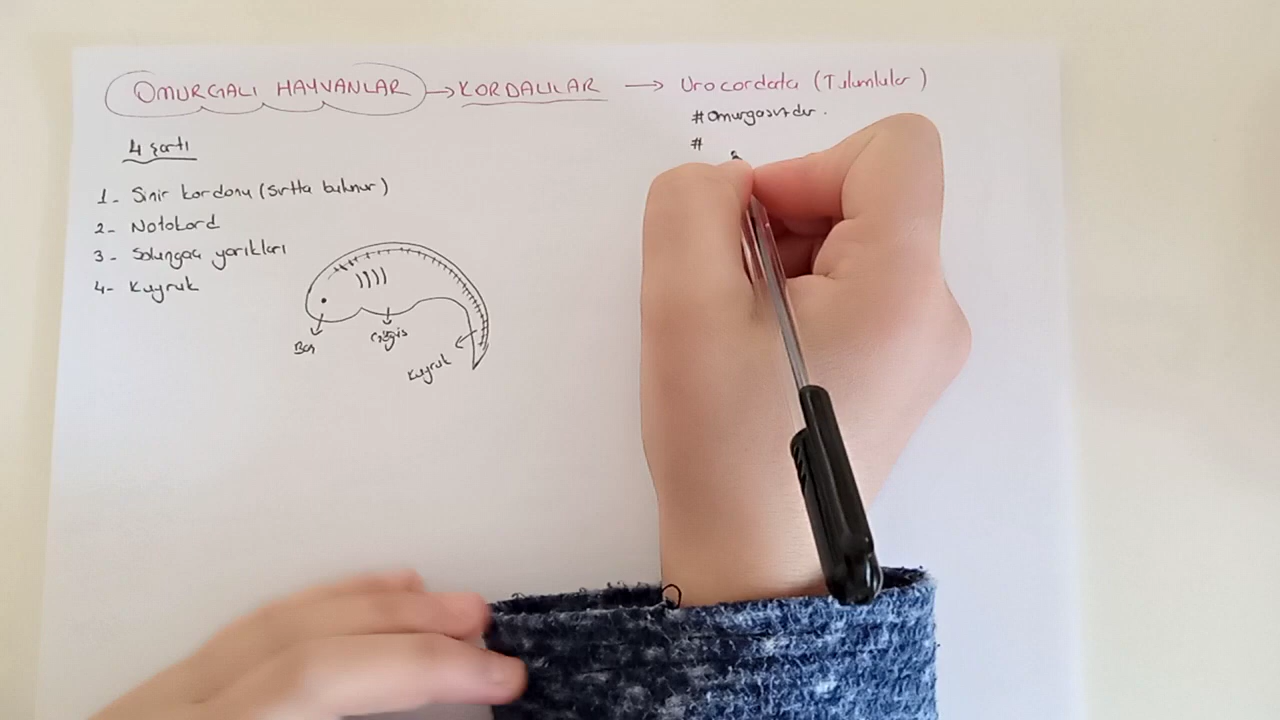 OMURGALI HAYVANLAR → KORDALILAR → Urocordata (Tulumlular)
#omurgasızdır.
#
4 şartı
1- Sinir kordonu (sırtta bulunur)
2- Notokord
3- Solungaç yarıkları
4- Kuyruk
Baş
Göğüs
Kuyruk